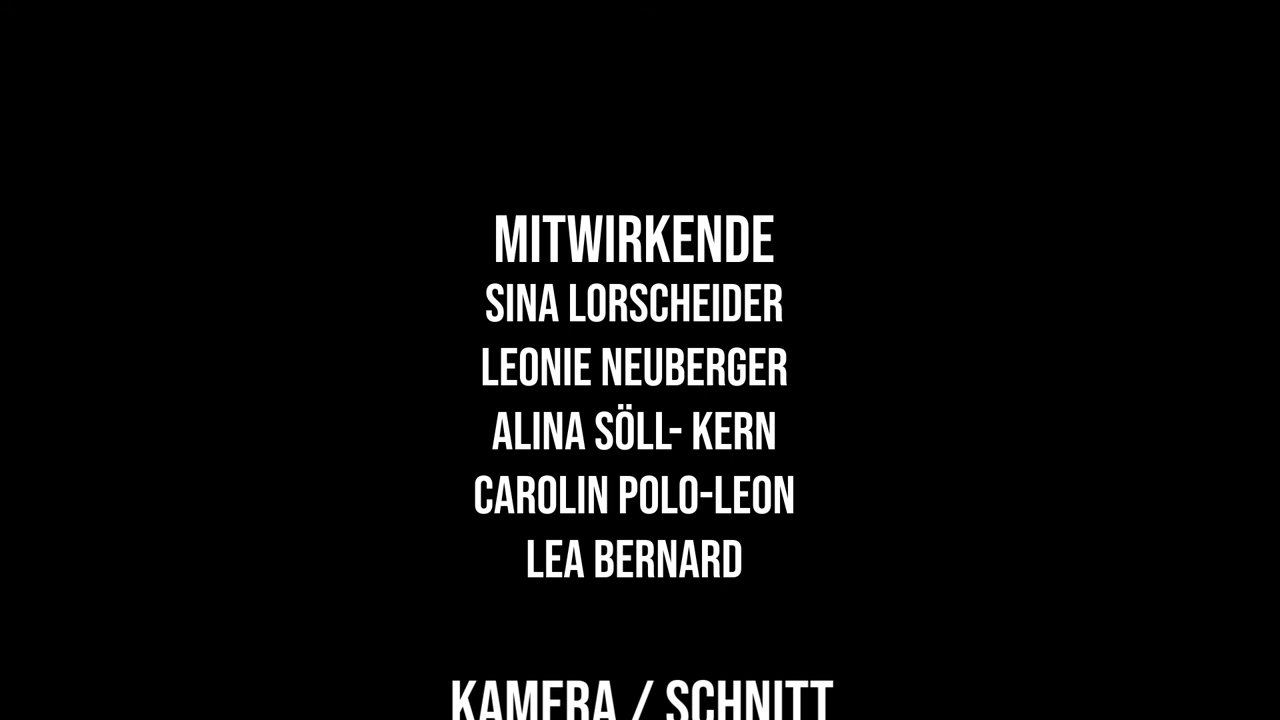 MITWIRKENDE
SINA LORSCHEIDER
LEONIE NEUBERGER
ALINA SÖLL- KERN
CAROLIN POLO-LEON
LEA BERNARD
KAMERA / SCHNITT